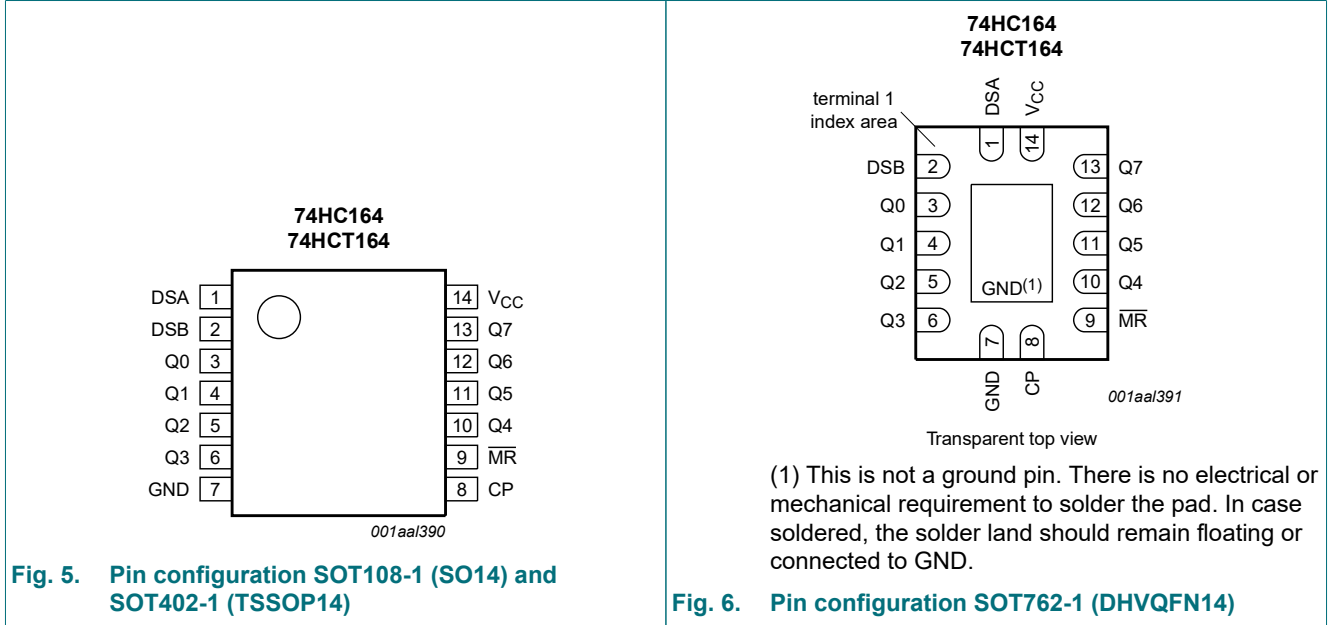 74HC164
74HCT164
DSA 1
DSB 2
Q0 3
Q1 4
Q2 5
Q3 6
GND 7
14 VCC
13 Q7
12 Q6
11 Q5
10 Q4
9 MR
8 CP
001aal390
Fig. 5. Pin configuration SOT108-1 (SO14) and
SOT402-1 (TSSOP14)
74HC164
74HCT164
terminal 1
index area
DSA
VCC
1
14
DSB 2
Q0 3
Q1 4
Q2 5
Q3 6
13 Q7
12 Q6
11 Q5
10 Q4
9 MR
GND(1)
7
8
GND
CP
001aal391
Transparent top view
(1) This is not a ground pin. There is no electrical or
mechanical requirement to solder the pad. In case
soldered, the solder land should remain floating or
connected to GND.
Fig. 6. Pin configuration SOT762-1 (DHVQFN14)